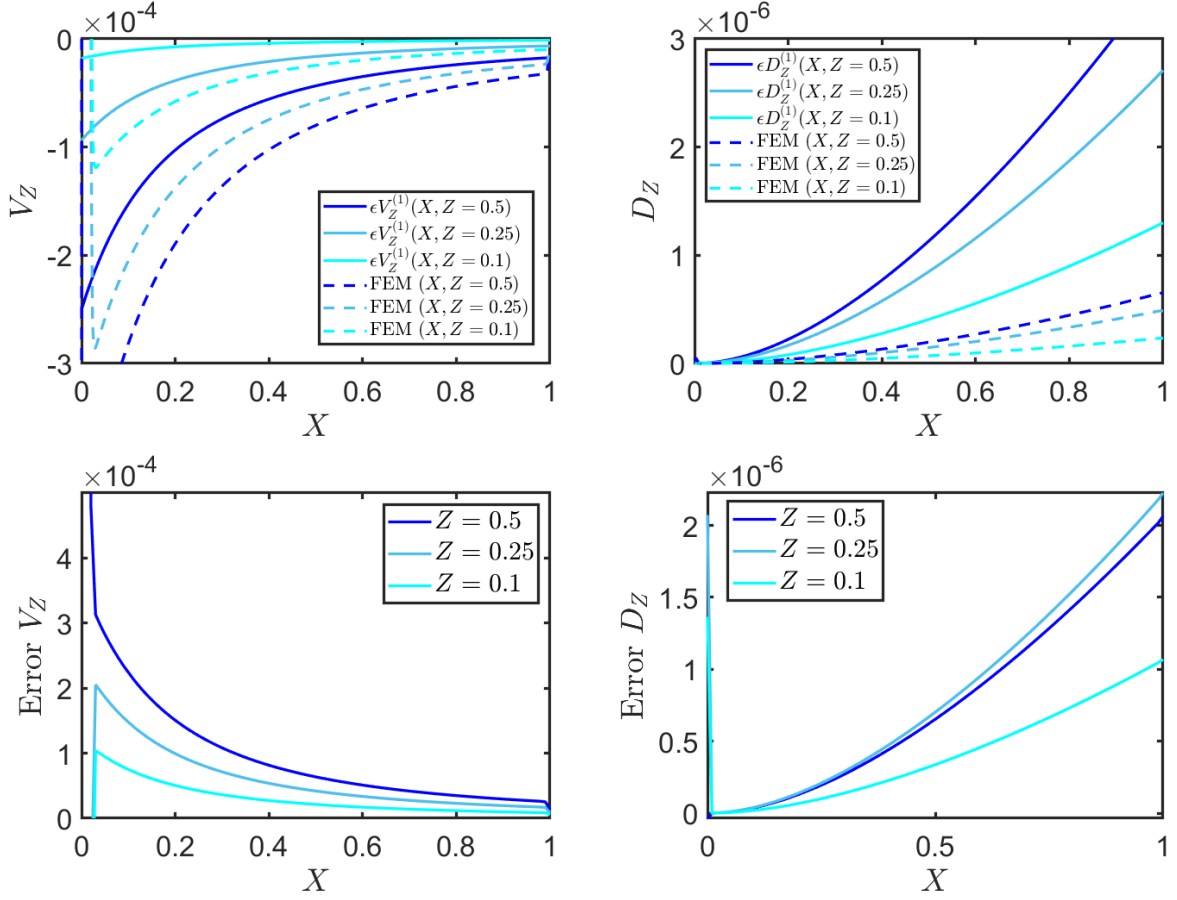 ×10⁻⁴
0
-1
-2
-3
V_Z
ϵV_Z^{(1)}(X, Z = 0.5)
ϵV_Z^{(1)}(X, Z = 0.25)
ϵV_Z^{(1)}(X, Z = 0.1)
FEM (X, Z = 0.5)
FEM (X, Z = 0.25)
FEM (X, Z = 0.1)
0 0.2 0.4 0.6 0.8 1
X
×10⁻⁶
3
2
1
0
D_Z
ϵD_Z^{(1)}(X, Z = 0.5)
ϵD_Z^{(1)}(X, Z = 0.25)
ϵD_Z^{(1)}(X, Z = 0.1)
FEM (X, Z = 0.5)
FEM (X, Z = 0.25)
FEM (X, Z = 0.1)
0 0.2 0.4 0.6 0.8 1
X
×10⁻⁴
4
3
2
1
0
Error V_Z
Z = 0.5
Z = 0.25
Z = 0.1
0 0.2 0.4 0.6 0.8 1
X
×10⁻⁶
2
1.5
1
0.5
0
Error D_Z
Z = 0.5
Z = 0.25
Z = 0.1
0 0.5 1
X